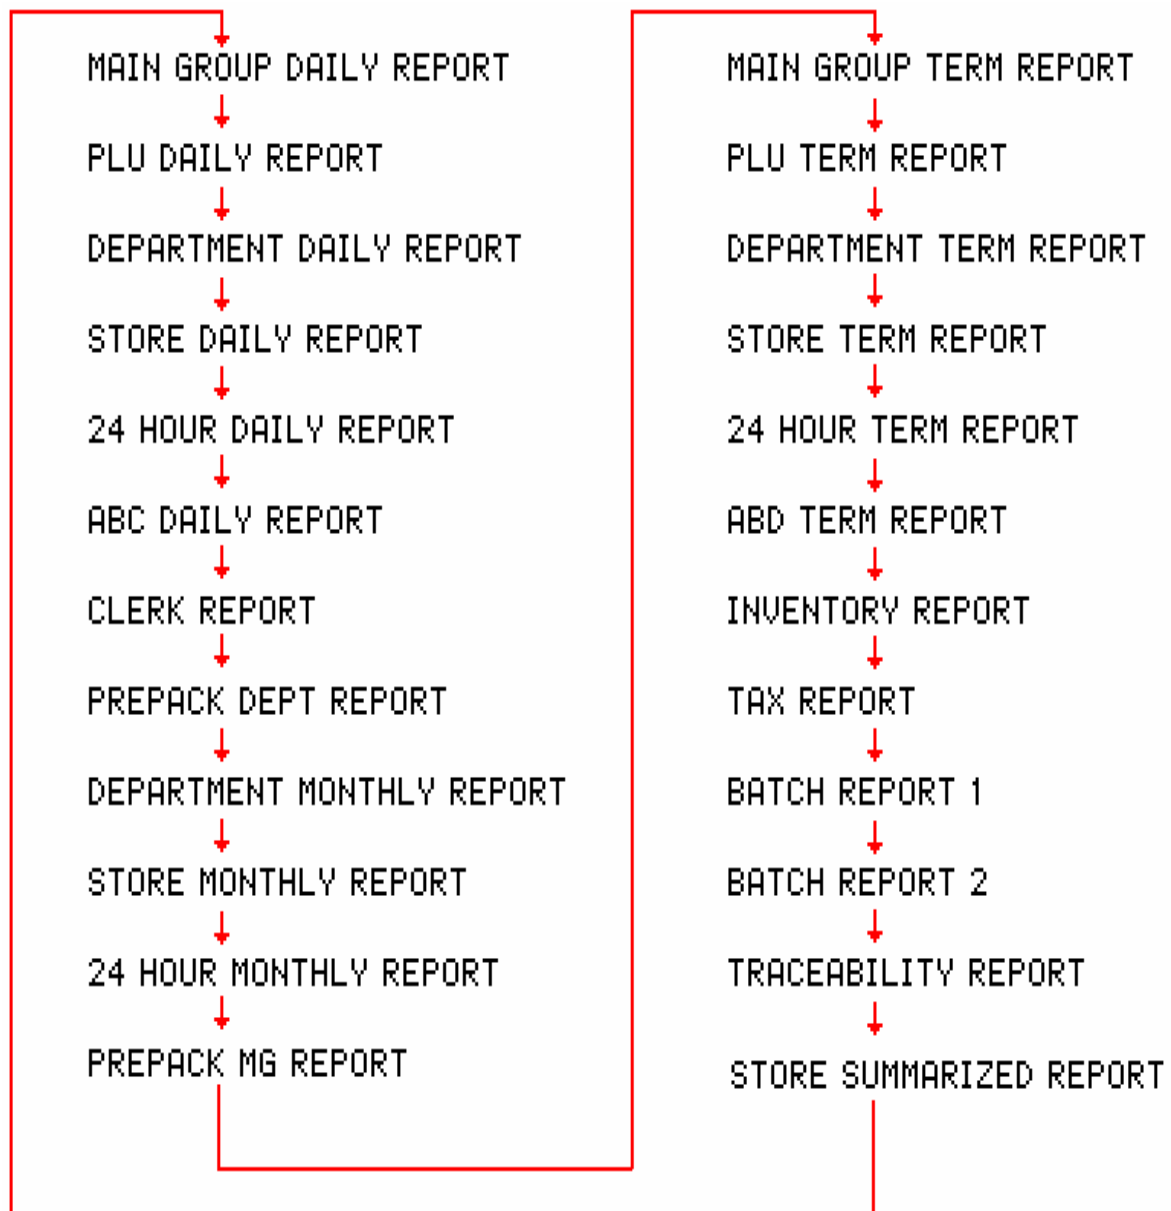 MAIN GROUP DAILY REPORT
PLU DAILY REPORT
DEPARTMENT DAILY REPORT
STORE DAILY REPORT
24 HOUR DAILY REPORT
ABC DAILY REPORT
CLERK REPORT
PREPACK DEPT REPORT
DEPARTMENT MONTHLY REPORT
STORE MONTHLY REPORT
24 HOUR MONTHLY REPORT
PREPACK MG REPORT
MAIN GROUP TERM REPORT
PLU TERM REPORT
DEPARTMENT TERM REPORT
STORE TERM REPORT
24 HOUR TERM REPORT
ABD TERM REPORT
INVENTORY REPORT
TAX REPORT
BATCH REPORT 1
BATCH REPORT 2
TRACEABILITY REPORT
STORE SUMMARIZED REPORT